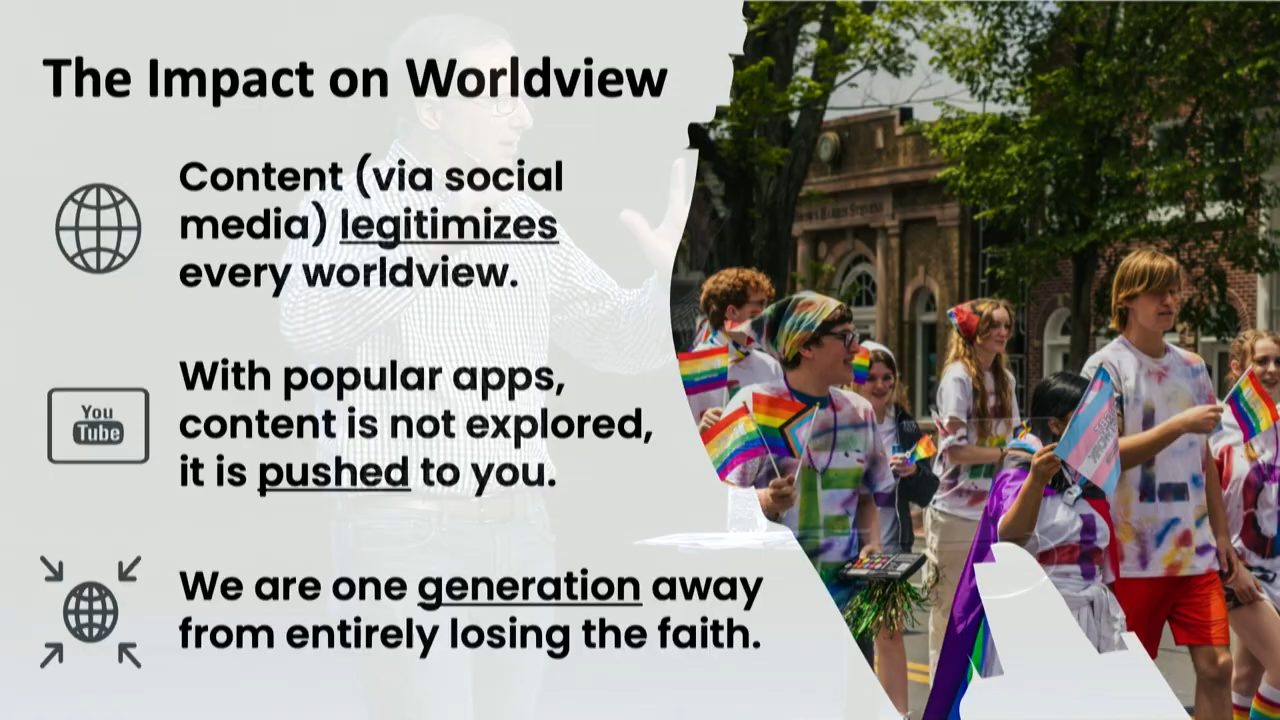 The Impact on Worldview
Content (via social
media) legitimizes
every worldview.
With popular apps,
content is not explored,
it is pushed to you.
You
Tube
We are one generation away
from entirely losing the faith.